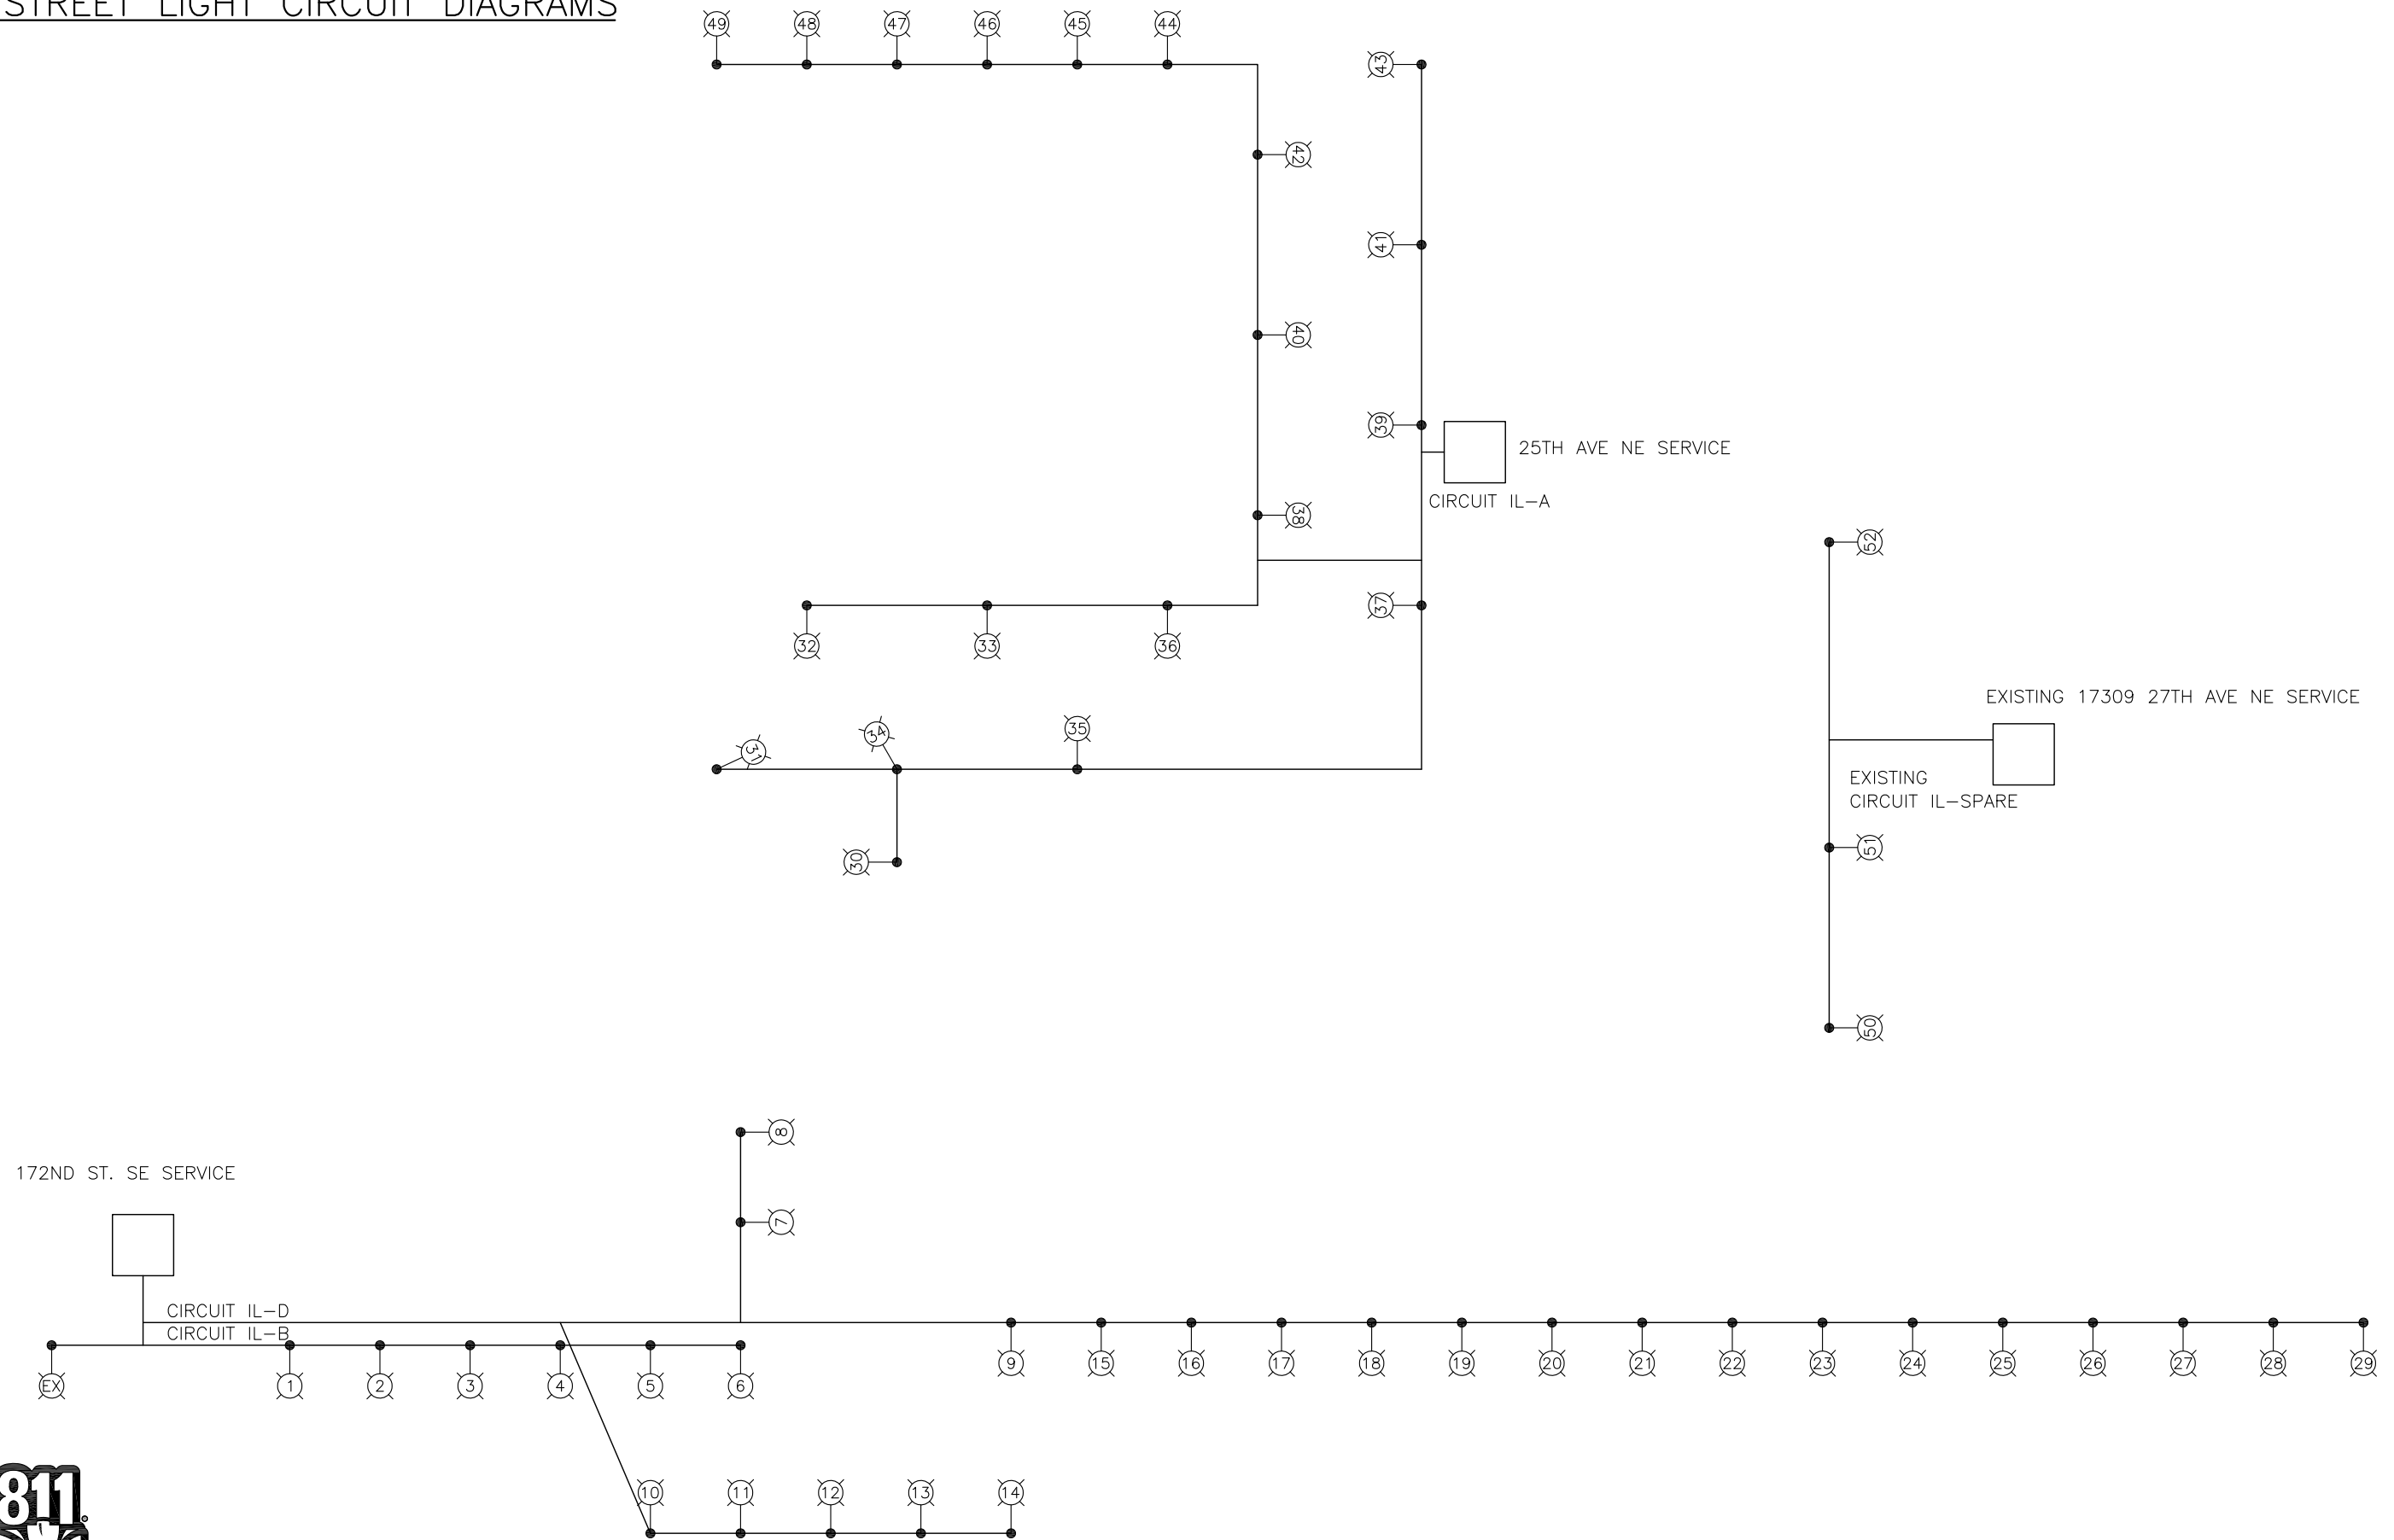 STREET LIGHT CIRCUIT DIAGRAMS
49 48 47 46 45 44
43
42
41
40
39
25TH AVE NE SERVICE
CIRCUIT IL-A
38
52
37
32 33 36
EXISTING 17309 27TH AVE NE SERVICE
35
34
31
EXISTING
CIRCUIT IL-SPARE
51
30
50
8
172ND ST. SE SERVICE
7
CIRCUIT IL-D
CIRCUIT IL-B
9 15 16 17 18 19 20 21 22 23 24 25 26 27 28 29
EX 1 2 3 4 5 6
10 11 12 13 14
811